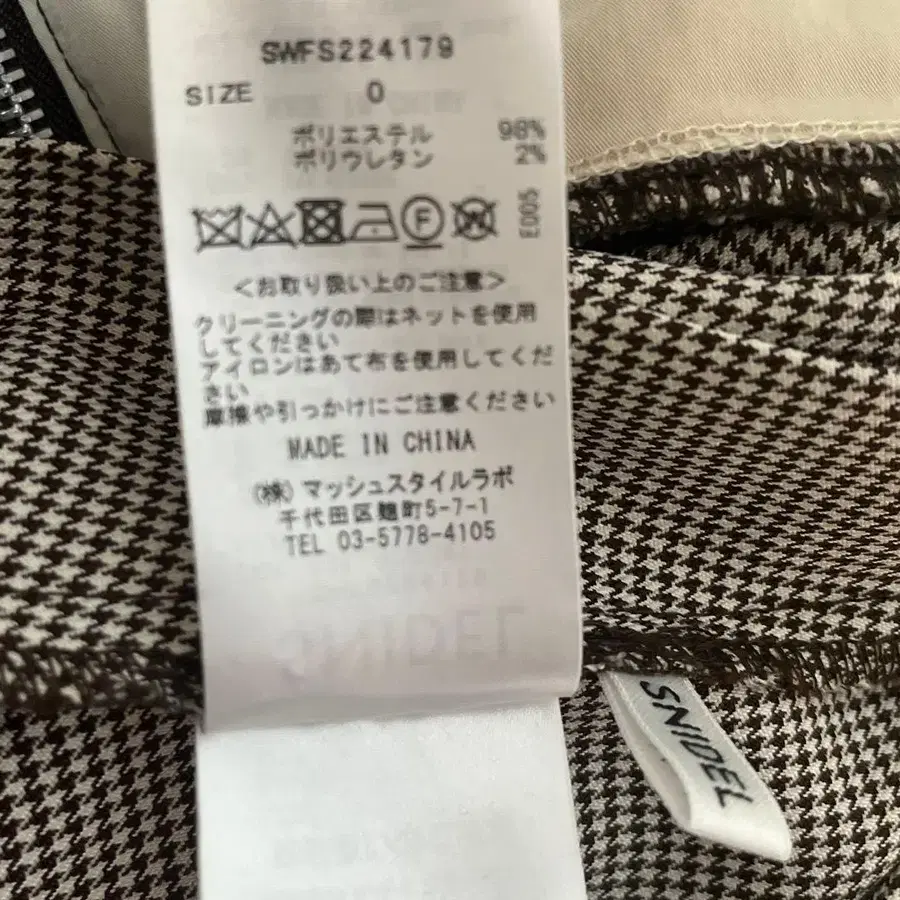 SWFS224179
SIZE 0
ポリエステル 98%
ポリウレタン 2%
F
W
E005
<お取り扱い上のご注意>
クリーニングの際はネットを使用
してください
アイロンはあて布を使用してくだ
さい
摩擦や引っかけにご注意ください
MADE IN CHINA
(株)マッシュスタイルラボ
千代田区麹町5-7-1
TEL 03-5778-4105
SNIDEL
SNIDEL